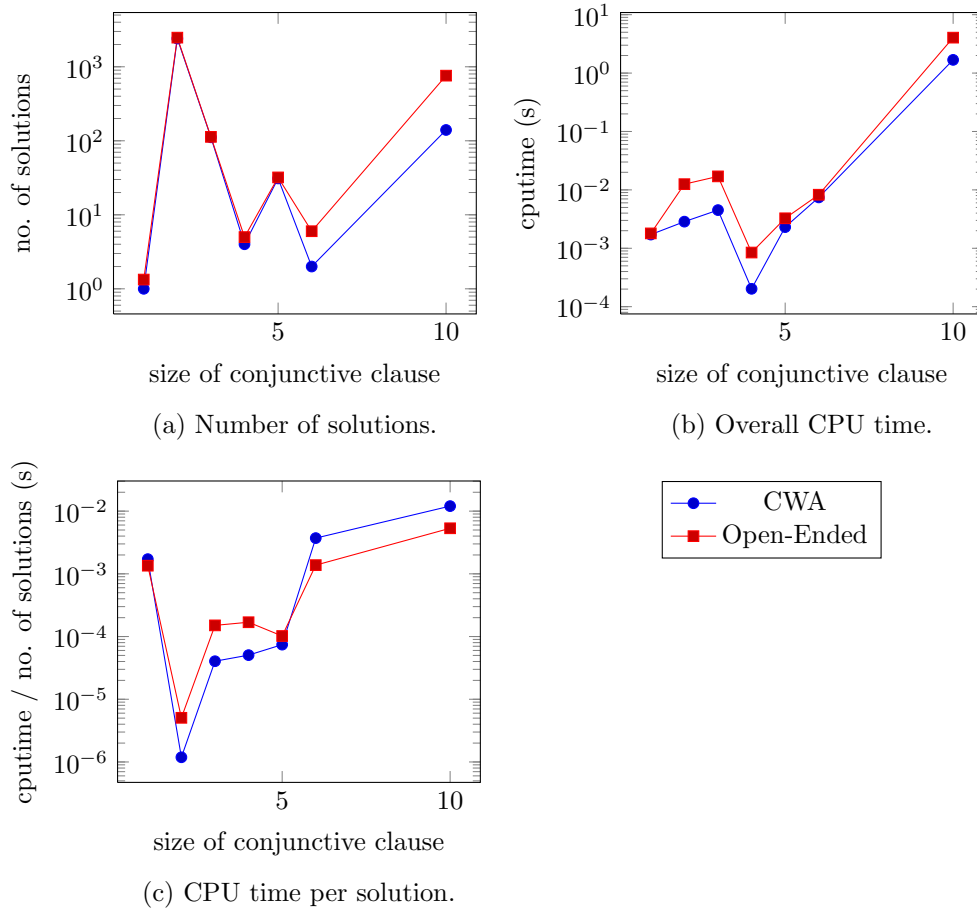 no. of solutions
10^3
10^2
10^1
10^0
5
10
size of conjunctive clause
(a) Number of solutions.
cputime (s)
10^1
10^0
10^−1
10^−2
10^−3
10^−4
5
10
size of conjunctive clause
(b) Overall CPU time.
cputime / no. of solutions (s)
10^−2
10^−3
10^−4
10^−5
10^−6
5
10
size of conjunctive clause
(c) CPU time per solution.
CWA
Open-Ended